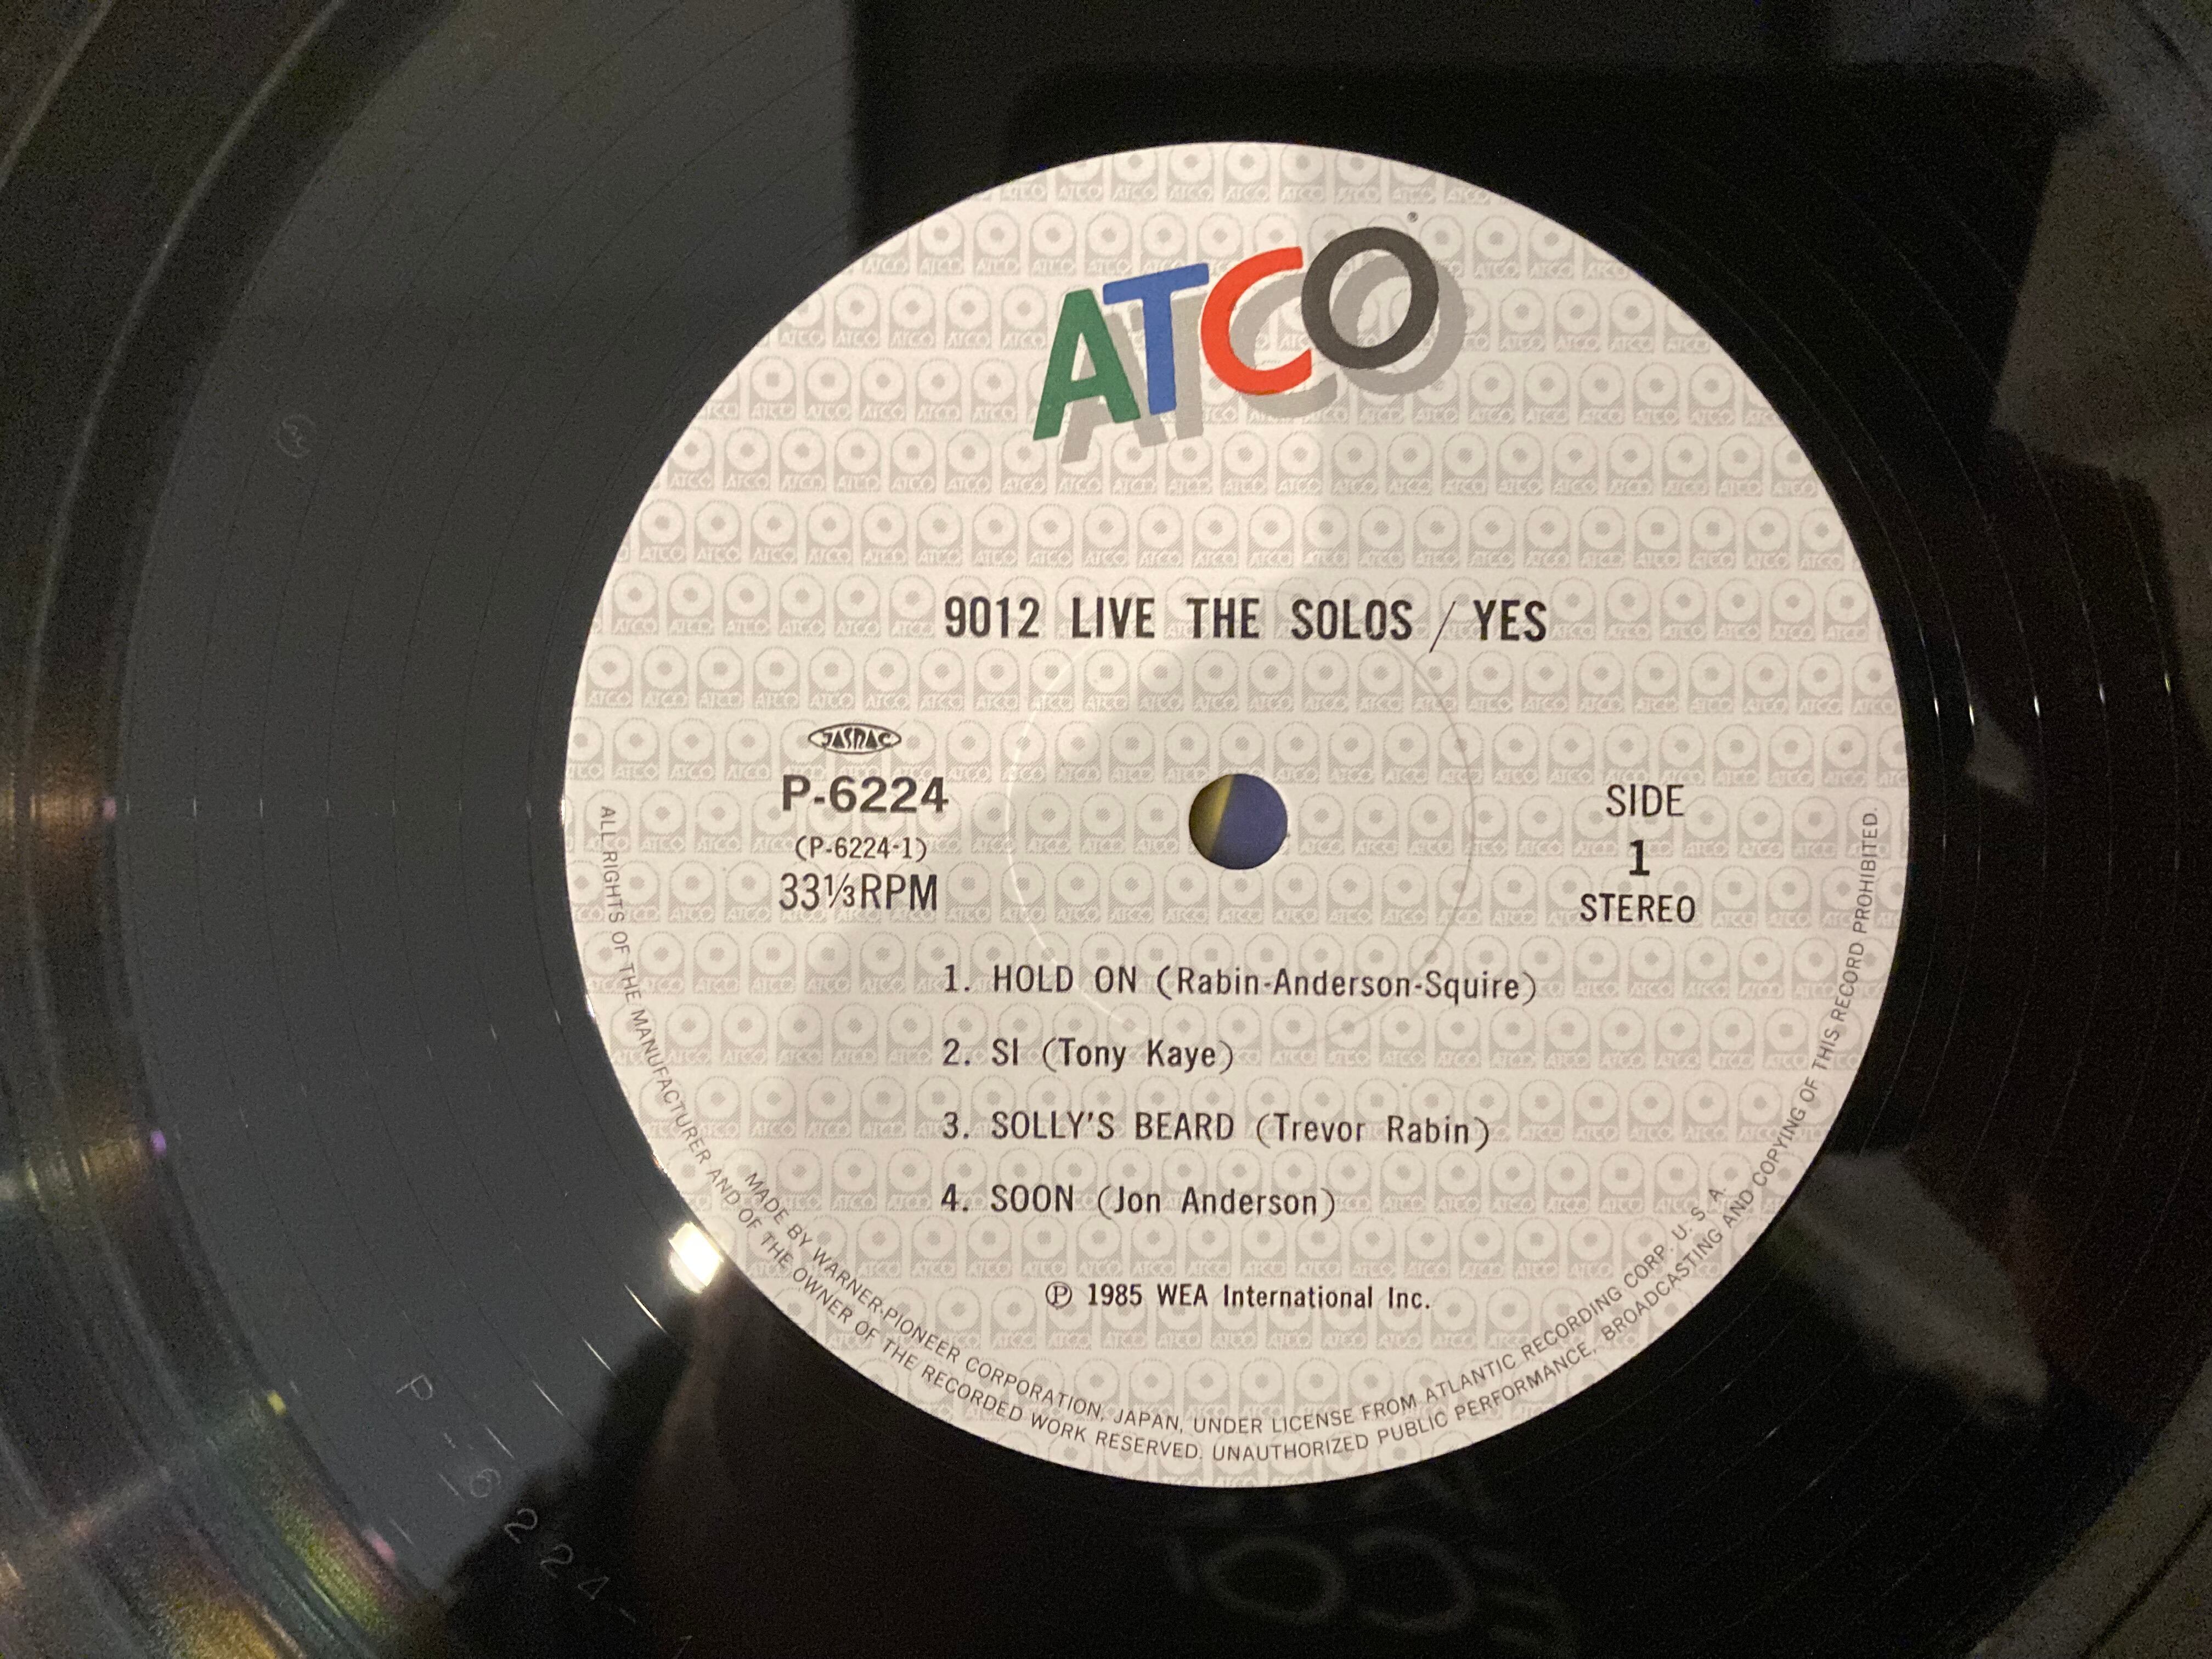 ATCO®
9012 LIVE THE SOLOS / YES
JASRAC
P-6224
(P-6224-1)
33⅓RPM
SIDE
1
STEREO
1. HOLD ON (Rabin-Anderson-Squire)
2. SI (Tony Kaye)
3. SOLLY'S BEARD (Trevor Rabin)
4. SOON (Jon Anderson)
℗ 1985 WEA International Inc.
MADE BY WARNER-PIONEER CORPORATION, JAPAN, UNDER LICENSE FROM ATLANTIC RECORDING CORP. U. S. A.
ALL RIGHTS OF THE MANUFACTURER AND OF THE OWNER OF THE RECORDED WORK RESERVED. UNAUTHORIZED PUBLIC PERFORMANCE, BROADCASTING AND COPYING OF THIS RECORD PROHIBITED.
P-6224-1